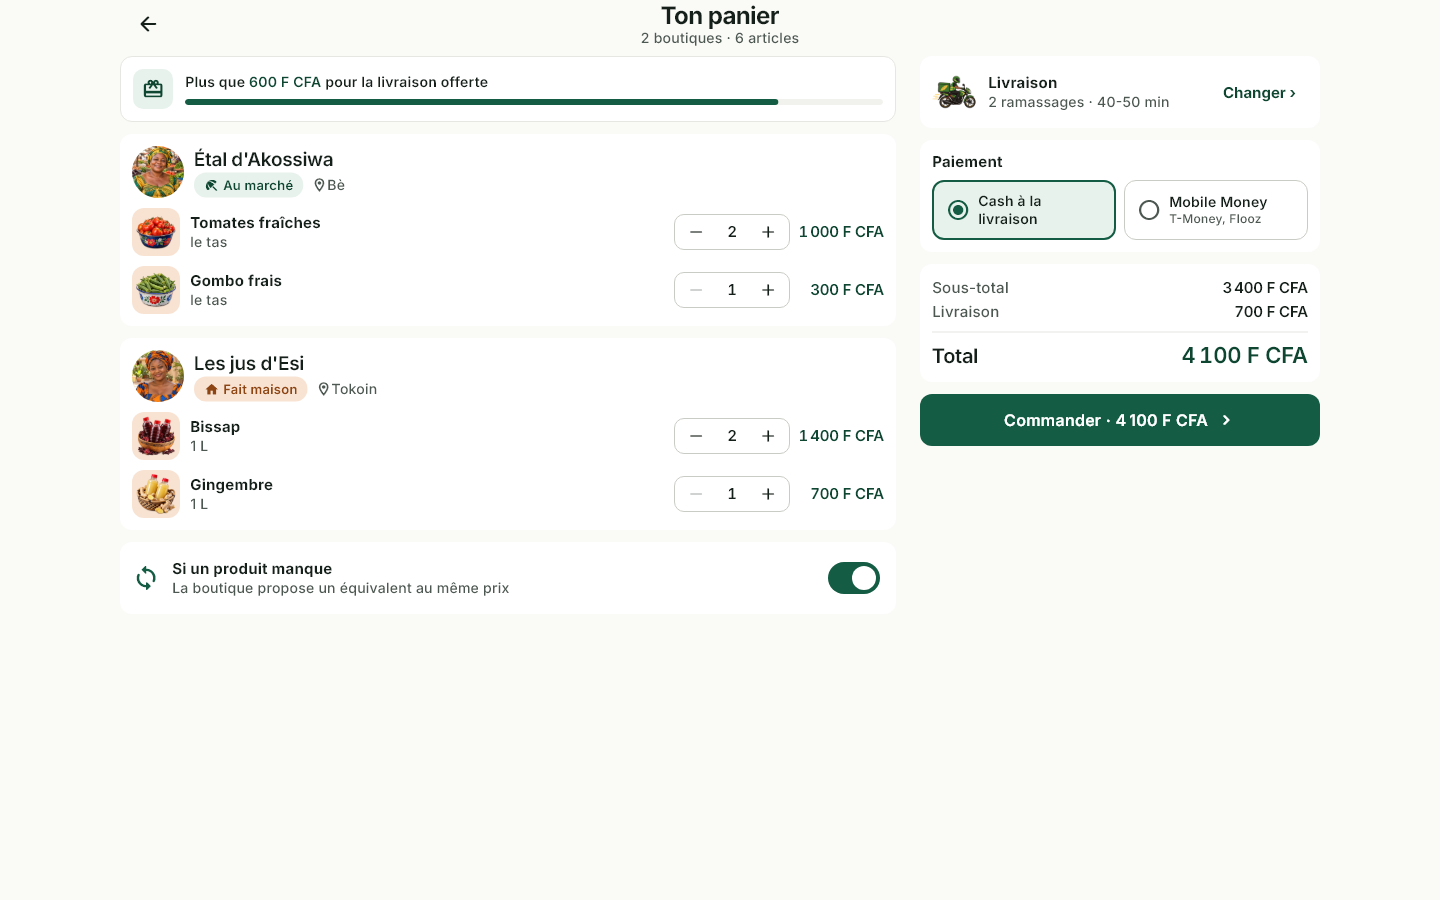 Ton panier
2 boutiques · 6 articles
Plus que 600 F CFA pour la livraison offerte
Étal d'Akossiwa
Au marché
Bè
Tomates fraîches
le tas
2
1 000 F CFA
Gombo frais
le tas
1
300 F CFA
Les jus d'Esi
Fait maison
Tokoin
Bissap
1 L
2
1 400 F CFA
Gingembre
1 L
1
700 F CFA
Si un produit manque
La boutique propose un équivalent au même prix
Livraison
2 ramassages · 40-50 min
Changer ›
Paiement
Cash à la
livraison
Mobile Money
T-Money, Flooz
Sous-total
3 400 F CFA
Livraison
700 F CFA
Total
4 100 F CFA
Commander · 4 100 F CFA